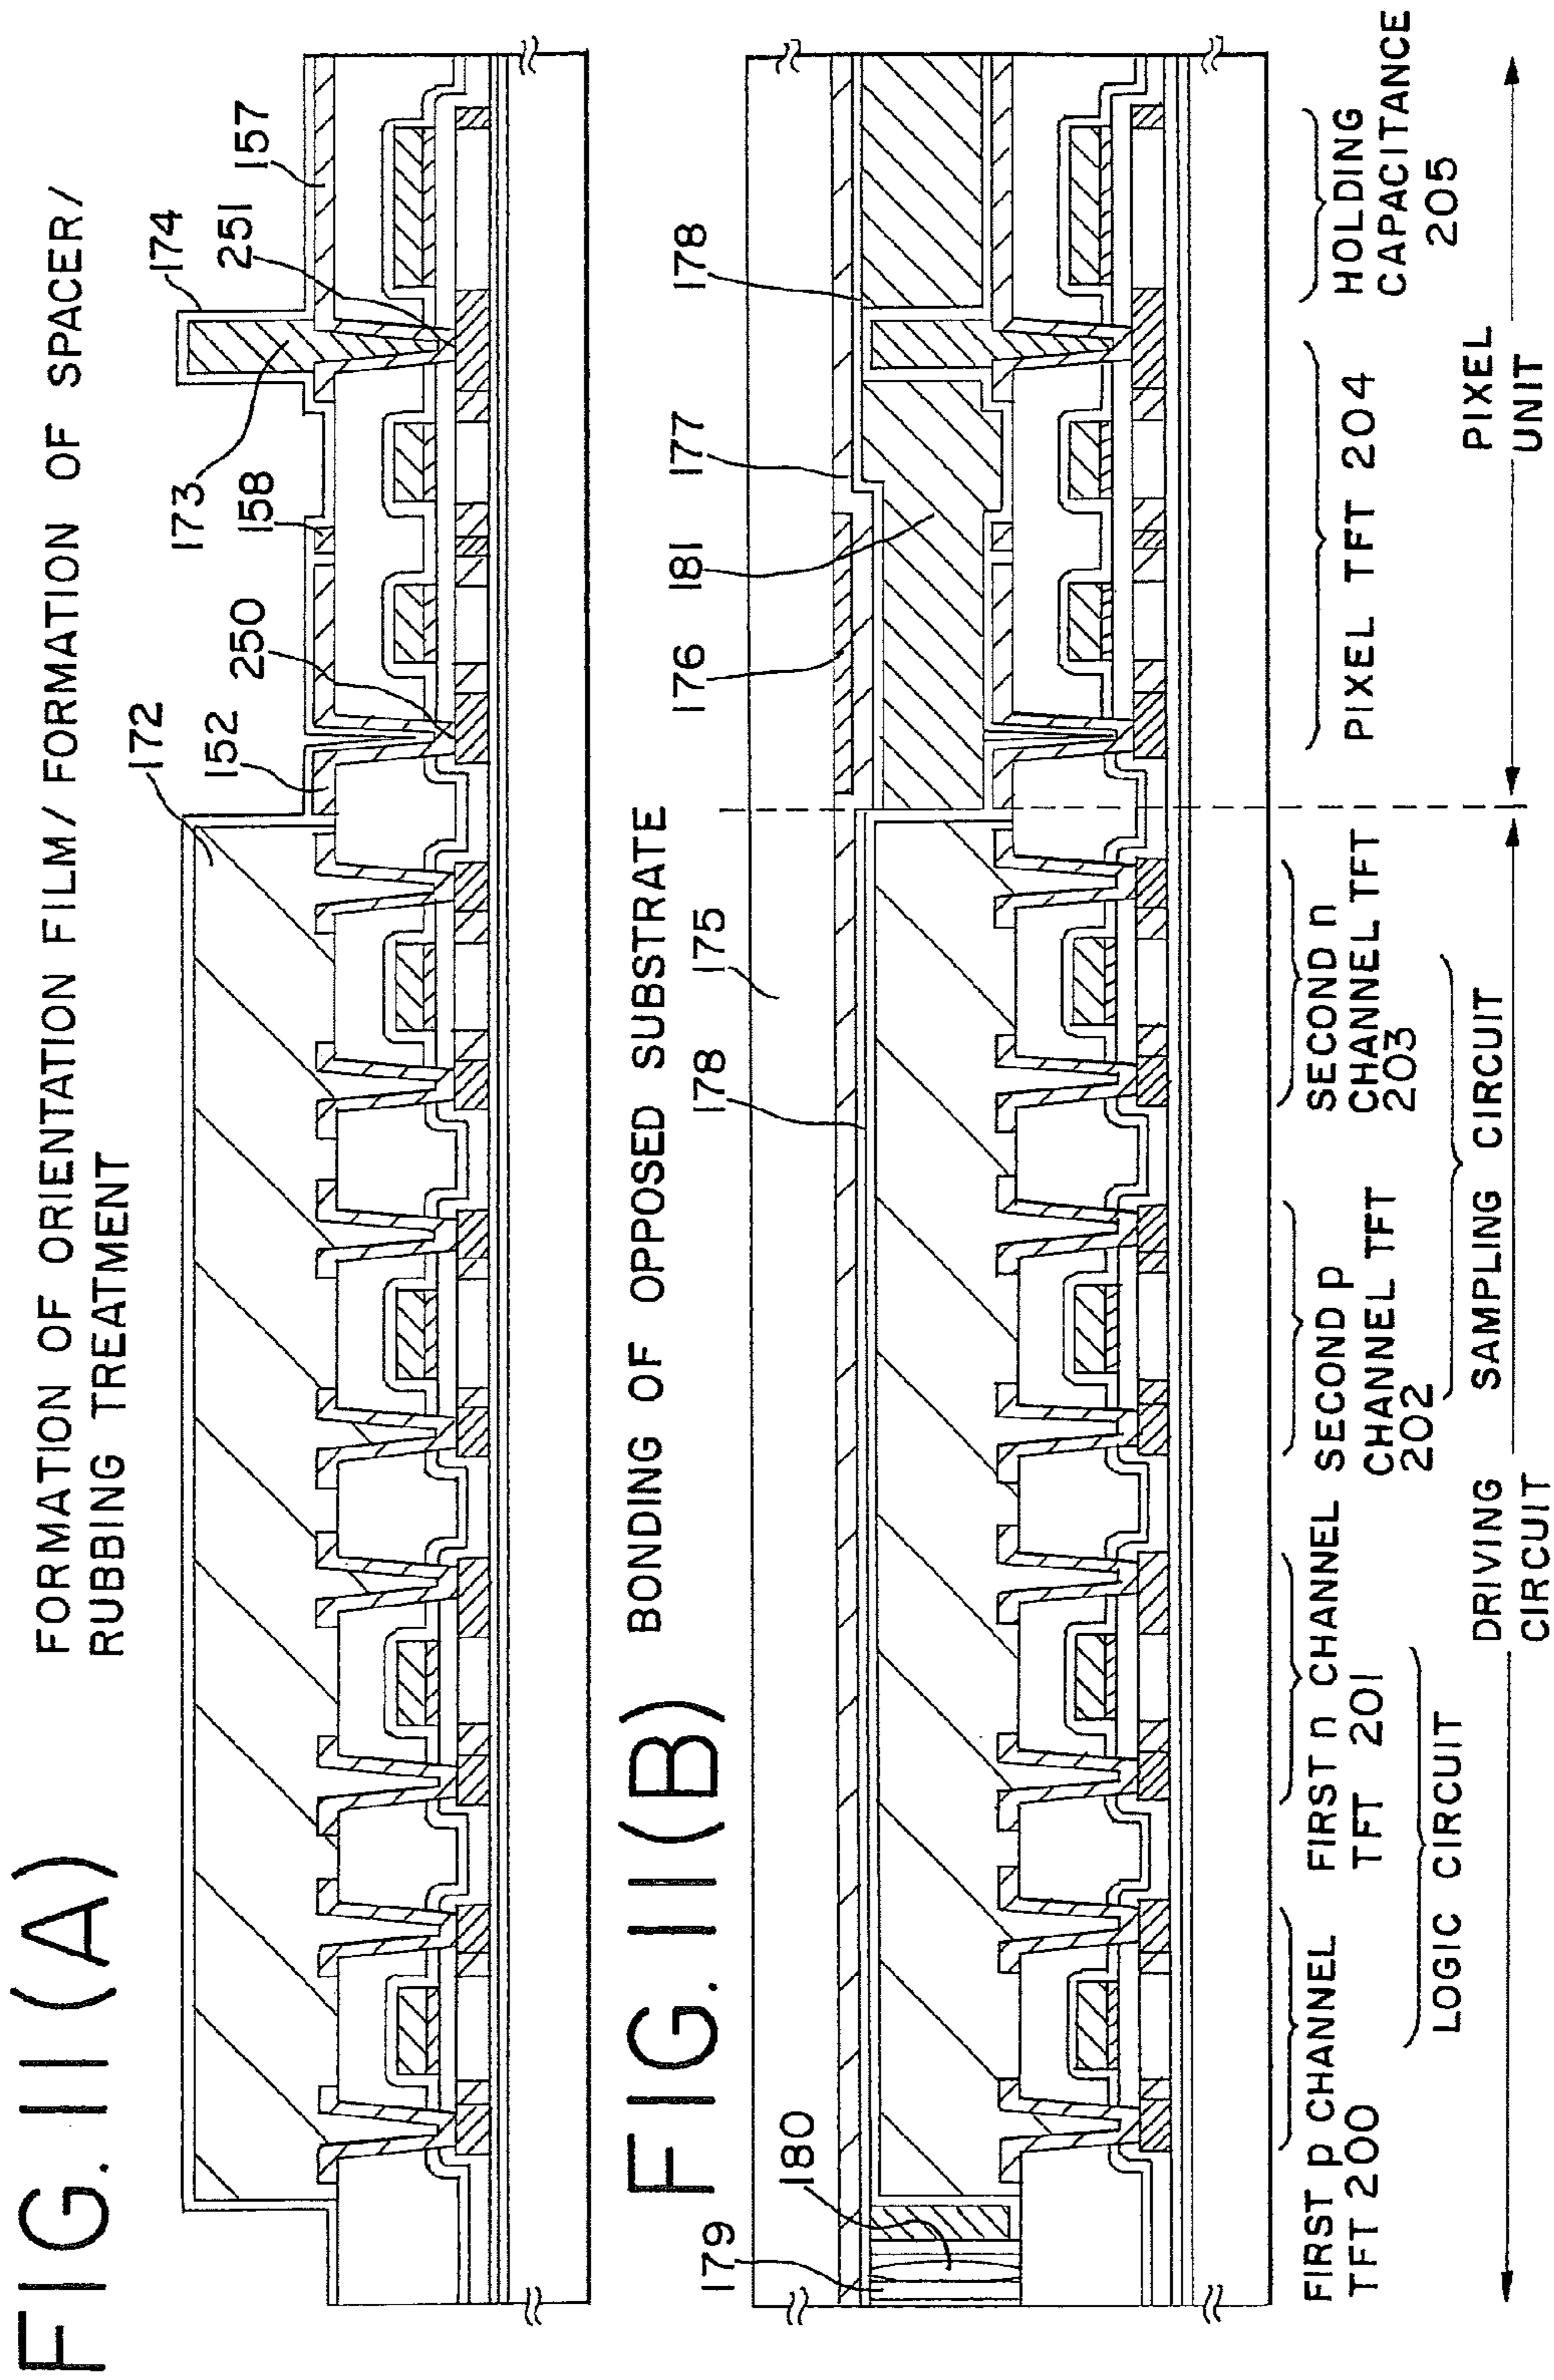 FIG. 11 (A)
FORMATION OF ORIENTATION FILM/ FORMATION OF SPACER/
RUBBING TREATMENT
172
152
250
158
173
174
251
157
FIG. 11 (B)
BONDING OF OPPOSED SUBSTRATE
179
180
178
175
176
181
177
178
FIRST p CHANNEL
TFT 200
FIRST n CHANNEL
TFT 201
SECOND p
CHANNEL TFT
202
SECOND n
CHANNEL TFT
203
PIXEL TFT 204
HOLDING
CAPACITANCE
205
LOGIC CIRCUIT
SAMPLING CIRCUIT
DRIVING
CIRCUIT
PIXEL
UNIT